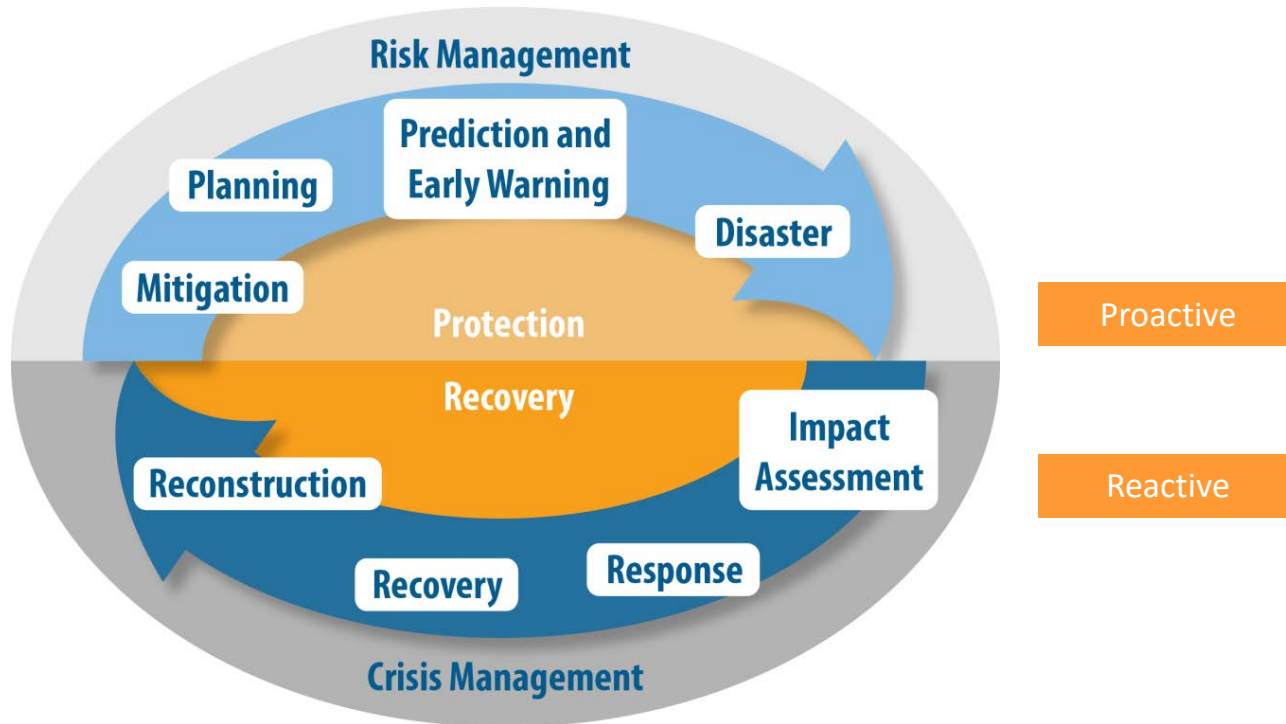 Risk Management
Prediction and
Early Warning
Planning
Disaster
Mitigation
Protection
Proactive
Recovery
Impact
Assessment
Reconstruction
Reactive
Response
Recovery
Crisis Management